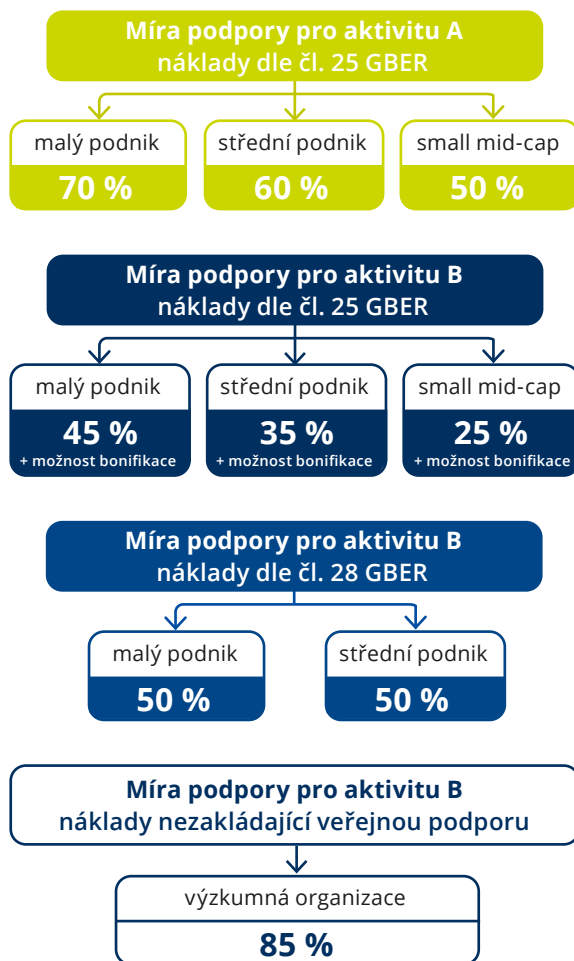 Míra podpory pro aktivitu A
náklady dle čl. 25 GBER
malý podnik
70 %
střední podnik
60 %
small mid-cap
50 %
Míra podpory pro aktivitu B
náklady dle čl. 25 GBER
malý podnik
45 %
+ možnost bonifikace
střední podnik
35 %
+ možnost bonifikace
small mid-cap
25 %
+ možnost bonifikace
Míra podpory pro aktivitu B
náklady dle čl. 28 GBER
malý podnik
50 %
střední podnik
50 %
Míra podpory pro aktivitu B
náklady nezakládající veřejnou podporu
výzkumná organizace
85 %